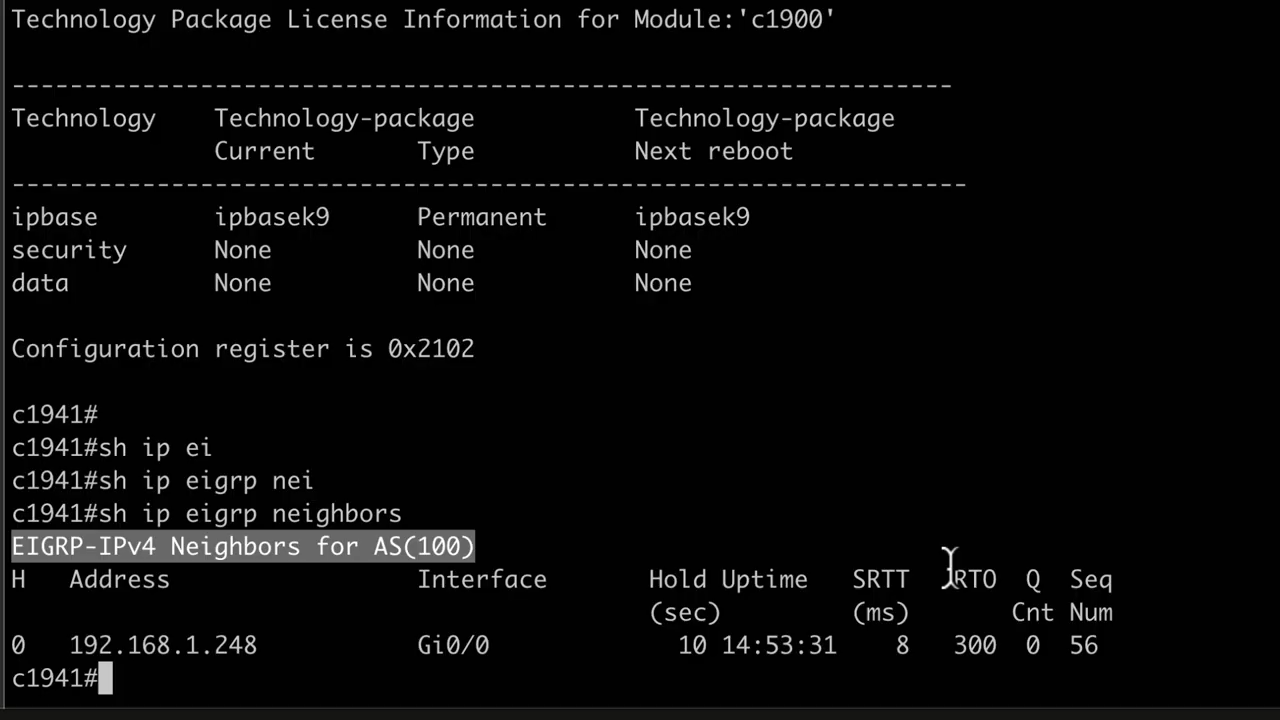 Technology Package License Information for Module:'c1900'
-----------------------------------------------------------------
Technology    Technology-package           Technology-package
              Current       Type           Next reboot
------------------------------------------------------------------
ipbase        ipbasek9      Permanent      ipbasek9
security      None          None           None
data          None          None           None
Configuration register is 0x2102
c1941#
c1941#sh ip ei
c1941#sh ip eigrp nei
c1941#sh ip eigrp neighbors
EIGRP-IPv4 Neighbors for AS(100)
H   Address                 Interface       Hold Uptime   SRTT   RTO  Q   Seq
                                            (sec)         (ms)       Cnt Num
0   192.168.1.248           Gi0/0             10 14:53:31    8   300  0   56
c1941#